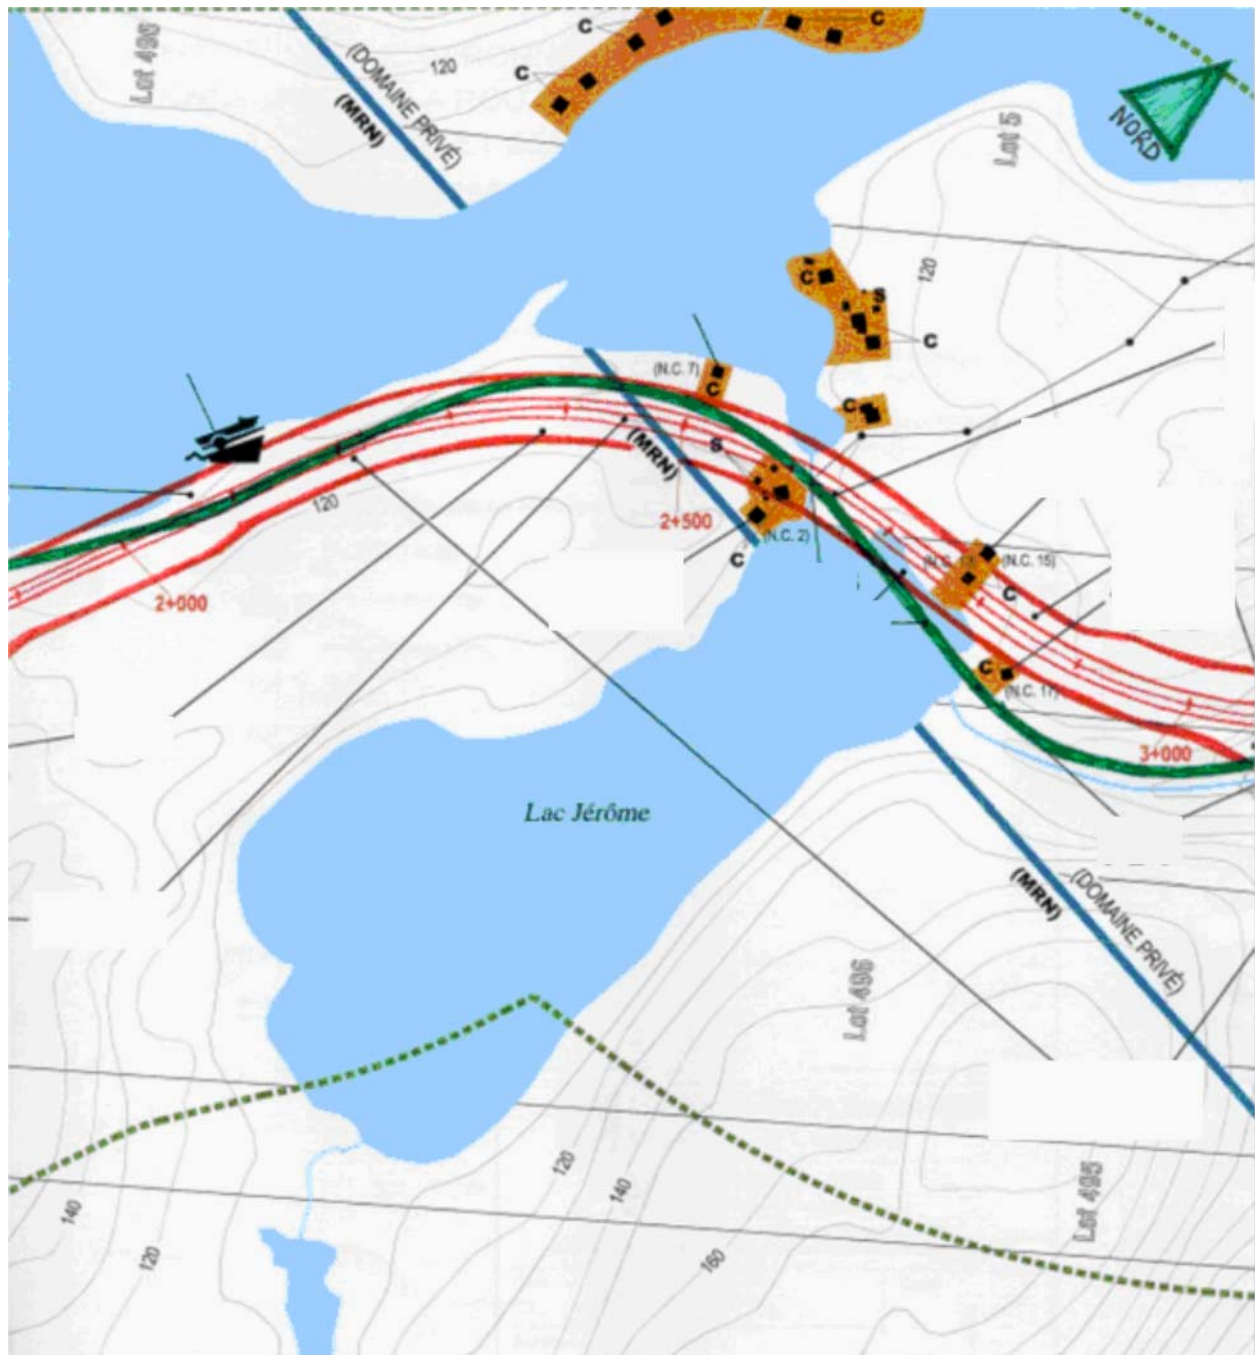 Lot 496
(DOMAINE PRIVÉ)
(MRN)
120
C
C
C
NORD
Lot 5
120
C
S
C
(N.C. 7)
C
C
(MRN)
S
120
2+500
(N.C. 2)
C
2+000
(N.C. 15)
C
C
(N.C. 17)
3+000
Lac Jérôme
(DOMAINE PRIVÉ)
(MRN)
Lot 496
Lot 495
120
140
140
120
160